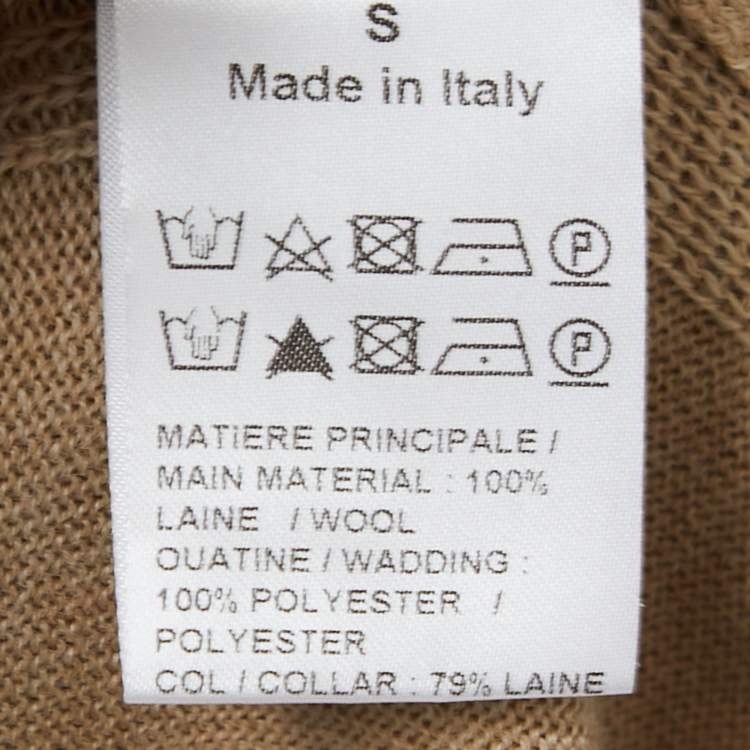 S
Made in Italy
P
P
MATIERE PRINCIPALE /
MAIN MATERIAL : 100%
LAINE / WOOL
OUATINE / WADDING :
100% POLYESTER /
POLYESTER
COL / COLLAR : 79% LAINE